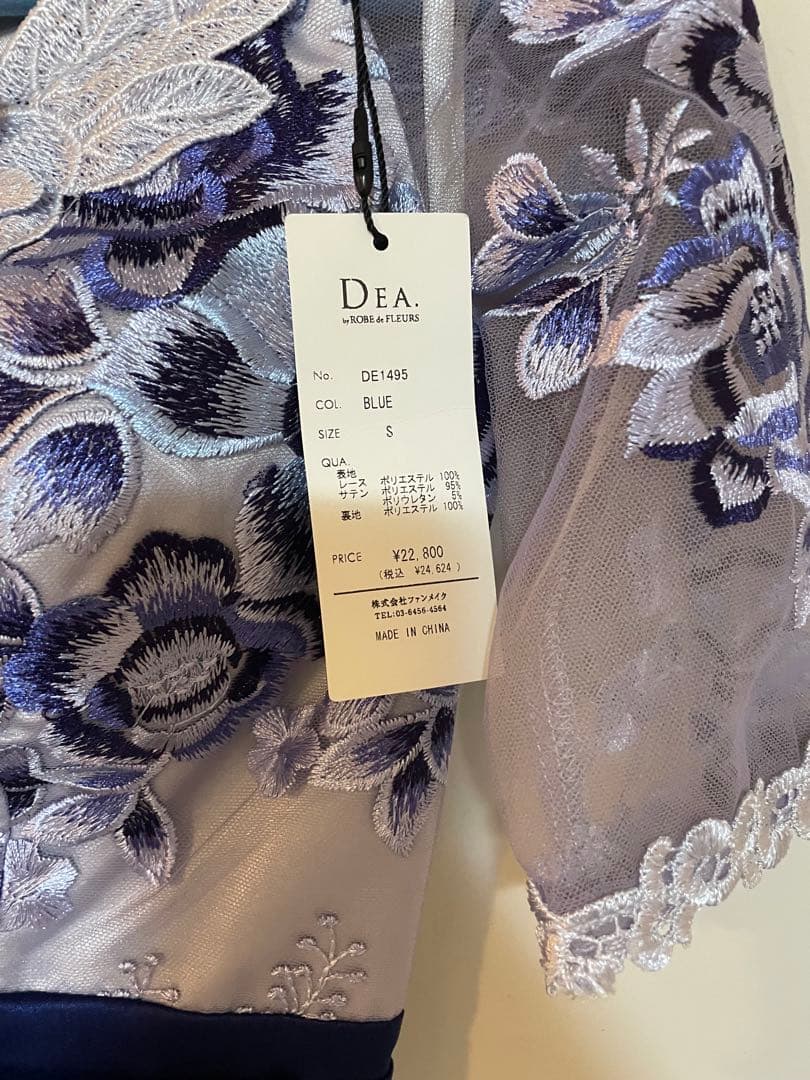 DEA.
by ROBE de FLEURS
No. DE1495
COL. BLUE
SIZE S
QUA.
表地
レース ポリエステル 100%
サテン ポリエステル 95%
ポリウレタン 5%
裏地 ポリエステル 100%
PRICE ¥22,800
(税込 ¥24,624 )
株式会社ファンメイク
TEL:03-6456-4564
MADE IN CHINA